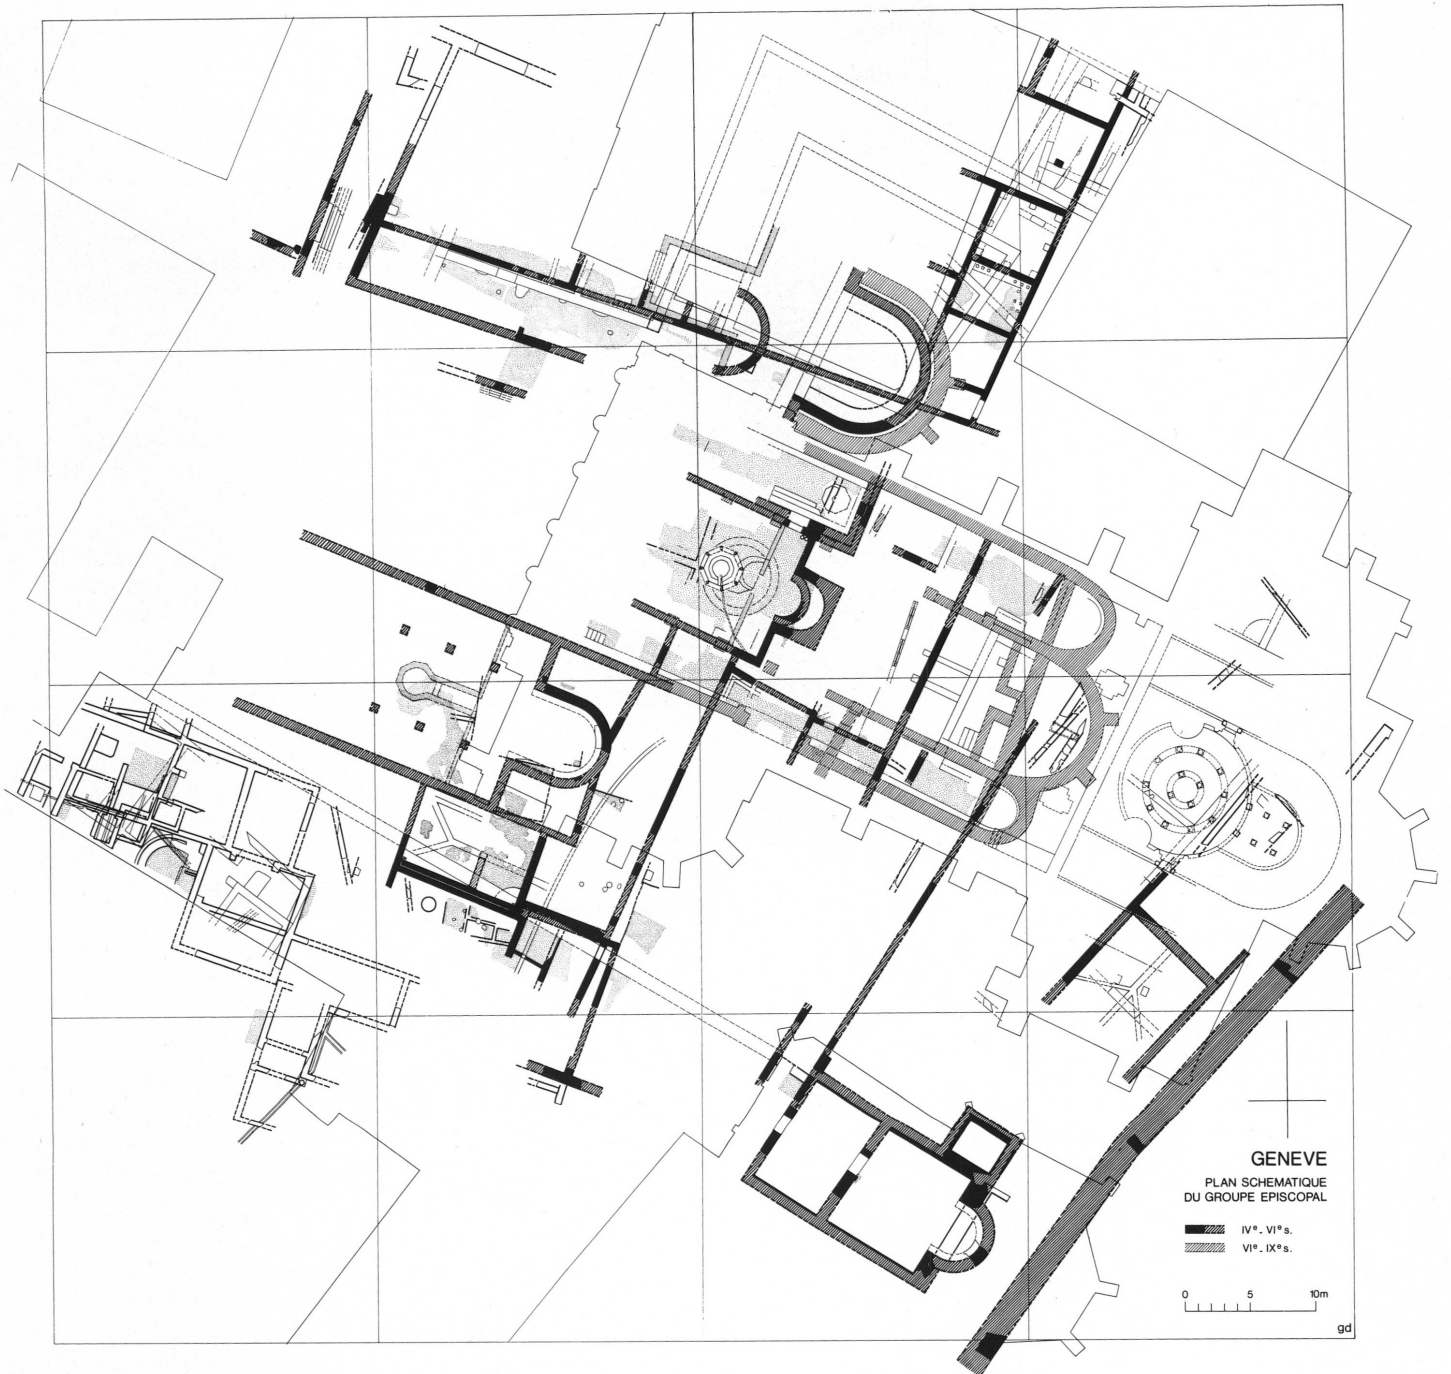 GENEVE
PLAN SCHEMATIQUE
DU GROUPE EPISCOPAL
IVe - VIe s.
VIe - IXe s.
0 5 10m
gd